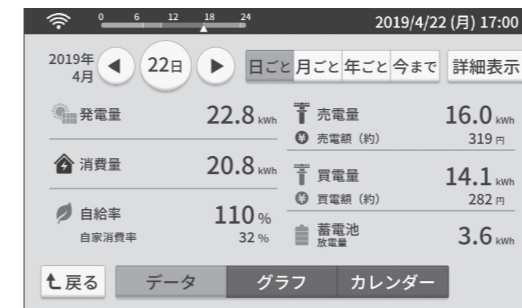 0 6 12 18 24
2019/4/22 (月) 17:00
2019年
4月
22日
日ごと 月ごと 年ごと 今まで 詳細表示
発電量 22.8 kWh
売電量 16.0 kWh
売電額(約) 319 円
消費量 20.8 kWh
買電量 14.1 kWh
買電額(約) 282 円
自給率 110 %
自家消費率 32 %
蓄電池
放電量
3.6 kWh
戻る データ グラフ カレンダー